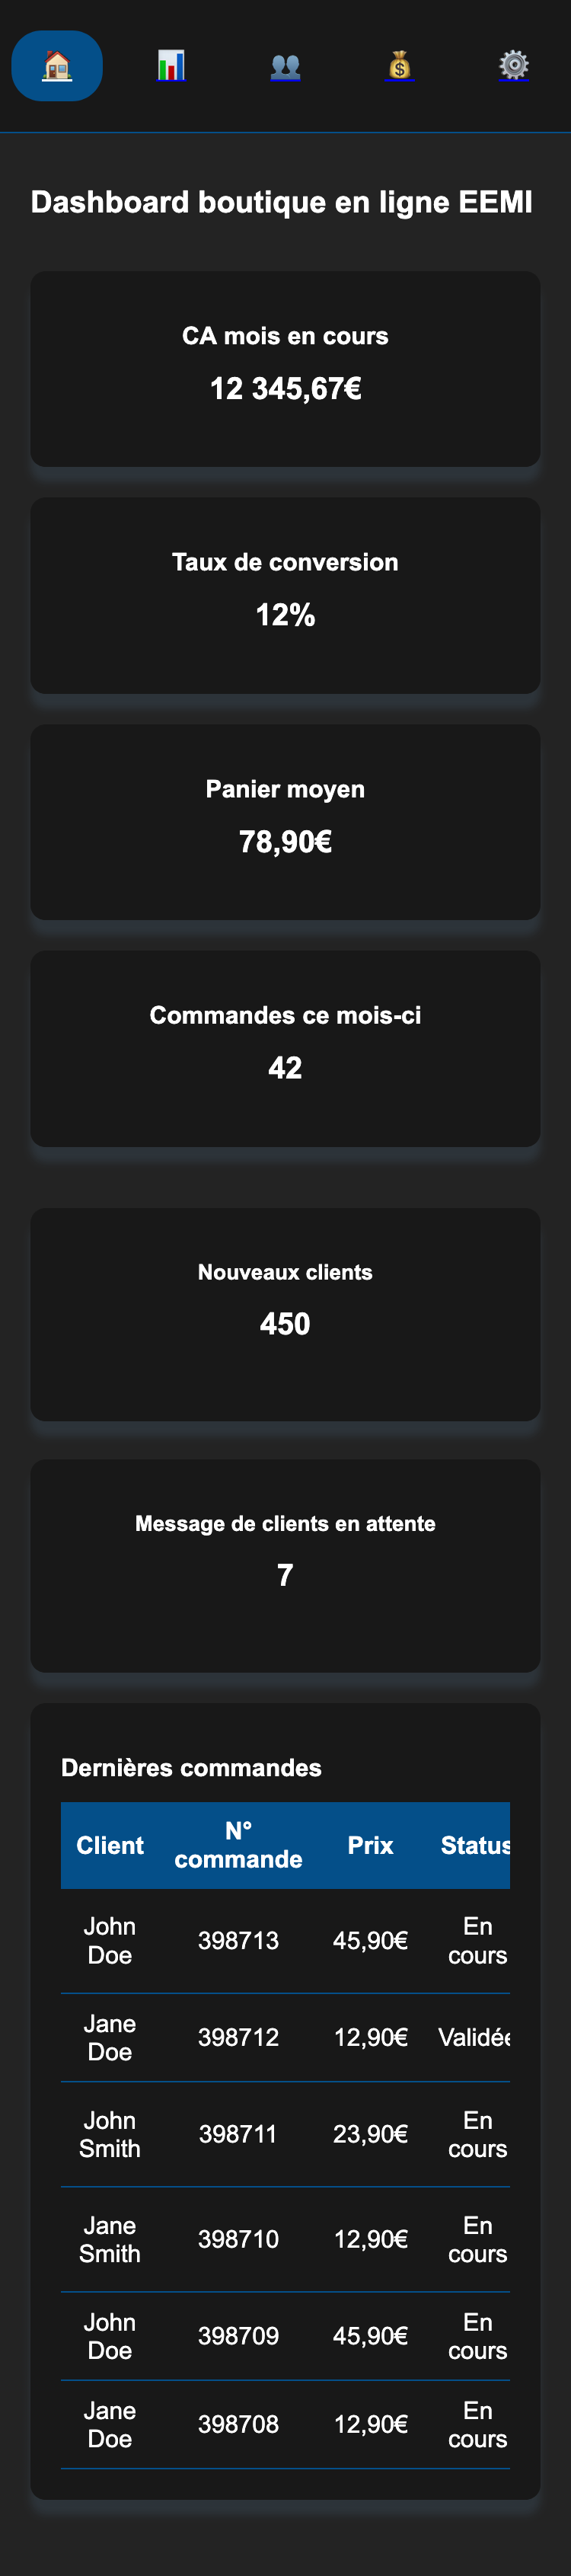 Dashboard boutique en ligne EEMI
CA mois en cours
12 345,67€
Taux de conversion
12%
Panier moyen
78,90€
Commandes ce mois-ci
42
Nouveaux clients
450
Message de clients en attente
7
Dernières commandes
Client N° commande Prix Status
John Doe 398713 45,90€ En cours
Jane Doe 398712 12,90€ Validée
John Smith 398711 23,90€ En cours
Jane Smith 398710 12,90€ En cours
John Doe 398709 45,90€ En cours
Jane Doe 398708 12,90€ En cours